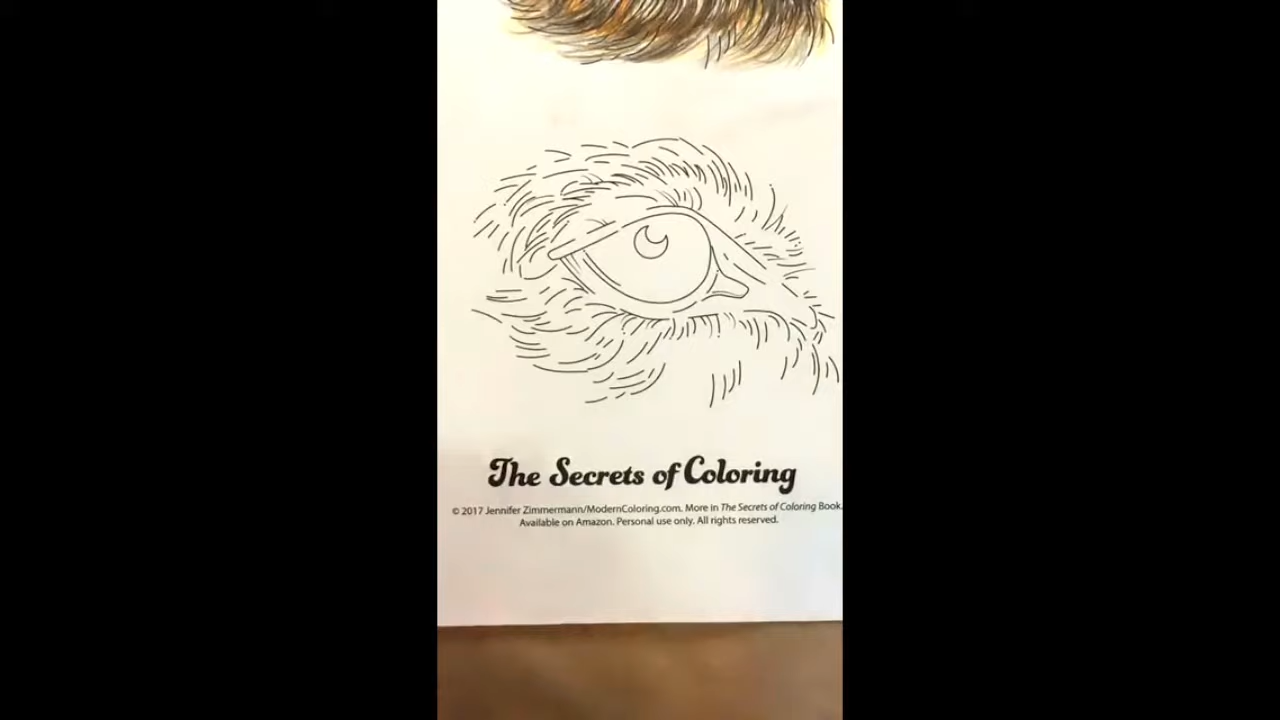 The Secrets of Coloring
© 2017 Jennifer Zimmermann/ModernColoring.com. More in The Secrets of Coloring Book.
Available on Amazon. Personal use only. All rights reserved.